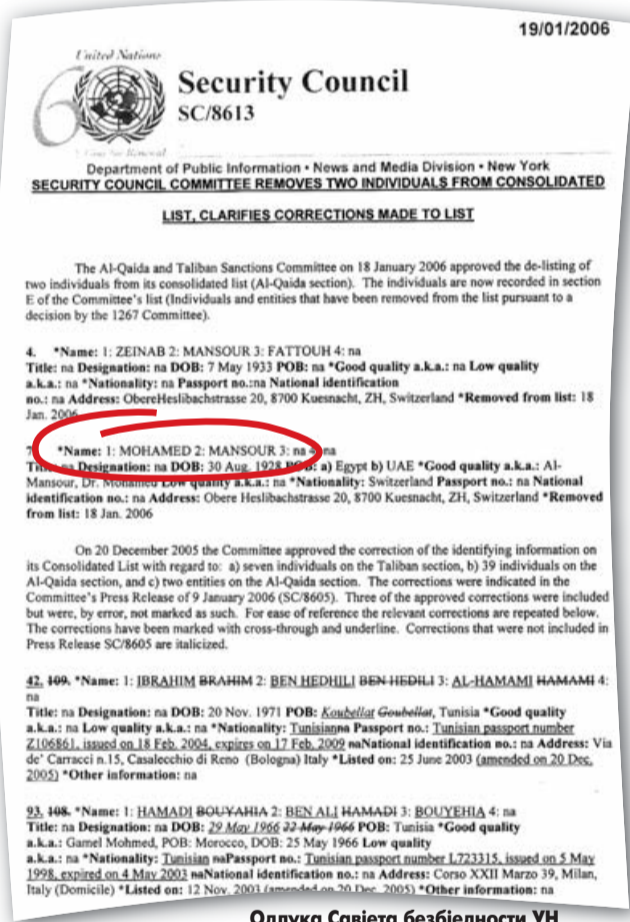 19/01/2006
United Nations
Security Council
SC/8613
Department of Public Information • News and Media Division • New York
SECURITY COUNCIL COMMITTEE REMOVES TWO INDIVIDUALS FROM CONSOLIDATED
LIST, CLARIFIES CORRECTIONS MADE TO LIST
The Al-Qaida and Taliban Sanctions Committee on 18 January 2006 approved the de-listing of
two individuals from its consolidated list (Al-Qaida section). The individuals are now recorded in section
E of the Committee's list (Individuals and entities that have been removed from the list pursuant to a
decision by the 1267 Committee).
4. *Name: 1: ZEINAB 2: MANSOUR 3: FATTOUH 4: na
Title: na Designation: na DOB: 7 May 1933 POB: na *Good quality a.k.a.: na Low quality
a.k.a.: na *Nationality: na Passport no.:na National identification
no.: na Address: ObereHeslibachstrasse 20, 8700 Kuesnacht, ZH, Switzerland *Removed from list: 18
Jan. 2006
*Name: 1: MOHAMED 2: MANSOUR 3: na 4: na
Title: na Designation: na DOB: 30 Aug. 1928 POB: a) Egypt b) UAE *Good quality a.k.a.: Al-
Mansour, Dr. Mohamed Low quality a.k.a.: na *Nationality: Switzerland Passport no.: na National
identification no.: na Address: Obere Heslibachstrasse 20, 8700 Kuesnacht, ZH, Switzerland *Removed
from list: 18 Jan. 2006
On 20 December 2005 the Committee approved the correction of the identifying information on
its Consolidated List with regard to: a) seven individuals on the Taliban section, b) 39 individuals on the
Al-Qaida section, and c) two entities on the Al-Qaida section. The corrections were indicated in the
Committee's Press Release of 9 January 2006 (SC/8605). Three of the approved corrections were included
but were, by error, not marked as such. For ease of reference the relevant corrections are repeated below.
The corrections have been marked with cross-through and underline. Corrections that were not included in
Press Release SC/8605 are italicized.
42. 109. *Name: 1: IBRAHIM BRAHIM 2: BEN HEDHILI BEN HEDILI 3: AL-HAMAMI HAMAMI 4:
na
Title: na Designation: na DOB: 20 Nov. 1971 POB: Koubellat Goubellat, Tunisia *Good quality
a.k.a.: na Low quality a.k.a.: na *Nationality: Tunisianna Passport no.: Tunisian passport number
Z106861, issued on 18 Feb. 2004, expires on 17 Feb. 2009 naNational identification no.: na Address: Via
de' Carracci n.15, Casalecchio di Reno (Bologna) Italy *Listed on: 25 June 2003 (amended on 20 Dec.
2005) *Other information: na
93. 108. *Name: 1: HAMADI BOUYAHIA 2: BEN ALI HAMADI 3: BOUYEHIA 4: na
Title: na Designation: na DOB: 29 May 1966 22 May 1966 POB: Tunisia *Good quality
a.k.a.: Gamel Mohmed, POB: Morocco, DOB: 25 May 1966 Low quality
a.k.a.: na *Nationality: Tunisian naPassport no.: Tunisian passport number L723315, issued on 5 May
1998, expired on 4 May 2003 naNational identification no.: na Address: Corso XXII Marzo 39, Milan,
Italy (Domicile) *Listed on: 12 Nov. 2003 (amended on 20 Dec. 2005) *Other information: na
Одлука Савјета безбједности УН